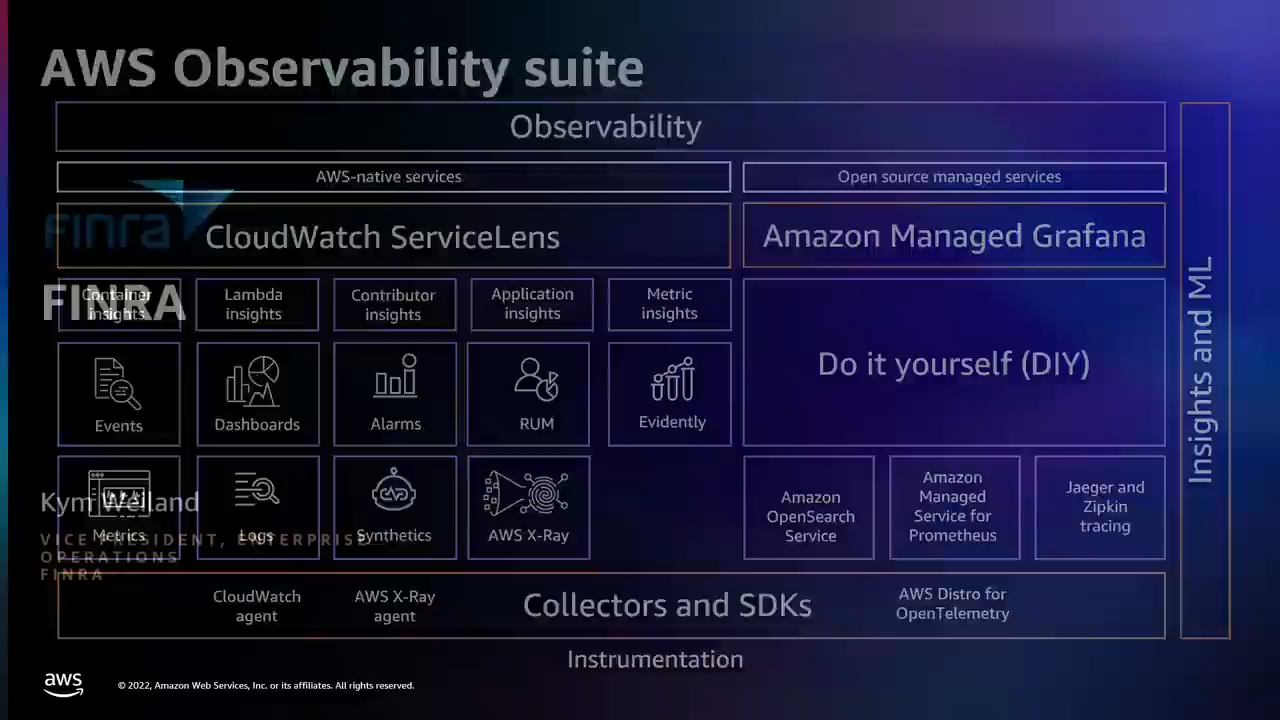 AWS Observability suite
Observability
AWS-native services
Open source managed services
finra
CloudWatch ServiceLens
Amazon Managed Grafana
FINRA
Container
insights
Lambda
insights
Contributor
insights
Application
insights
Metric
insights
Do it yourself (DIY)
Insights and ML
Events
Dashboards
Alarms
RUM
Evidently
Kym Weiland
Metrics
Logs
Synthetics
AWS X-Ray
Amazon
OpenSearch
Service
Amazon
Managed
Service for
Prometheus
Jaeger and
Zipkin
tracing
VICE PRESIDENT, ENTERPRISE
OPERATIONS
FINRA
CloudWatch
agent
AWS X-Ray
agent
Collectors and SDKs
AWS Distro for
OpenTelemetry
Instrumentation
aws
© 2022, Amazon Web Services, Inc. or its affiliates. All rights reserved.